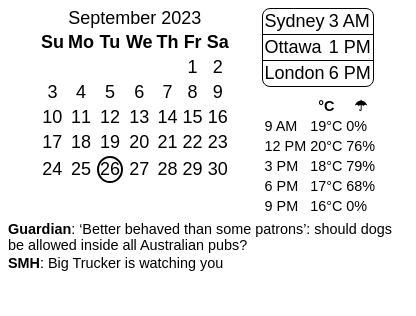 September 2023
Su Mo Tu We Th Fr Sa
1 2
3 4 5 6 7 8 9
10 11 12 13 14 15 16
17 18 19 20 21 22 23
24 25 26 27 28 29 30
Sydney 3 AM
Ottawa 1 PM
London 6 PM
°C ☂
9 AM 19°C 0%
12 PM 20°C 76%
3 PM 18°C 79%
6 PM 17°C 68%
9 PM 16°C 0%
Guardian: ‘Better behaved than some patrons’: should dogs
be allowed inside all Australian pubs?
SMH: Big Trucker is watching you